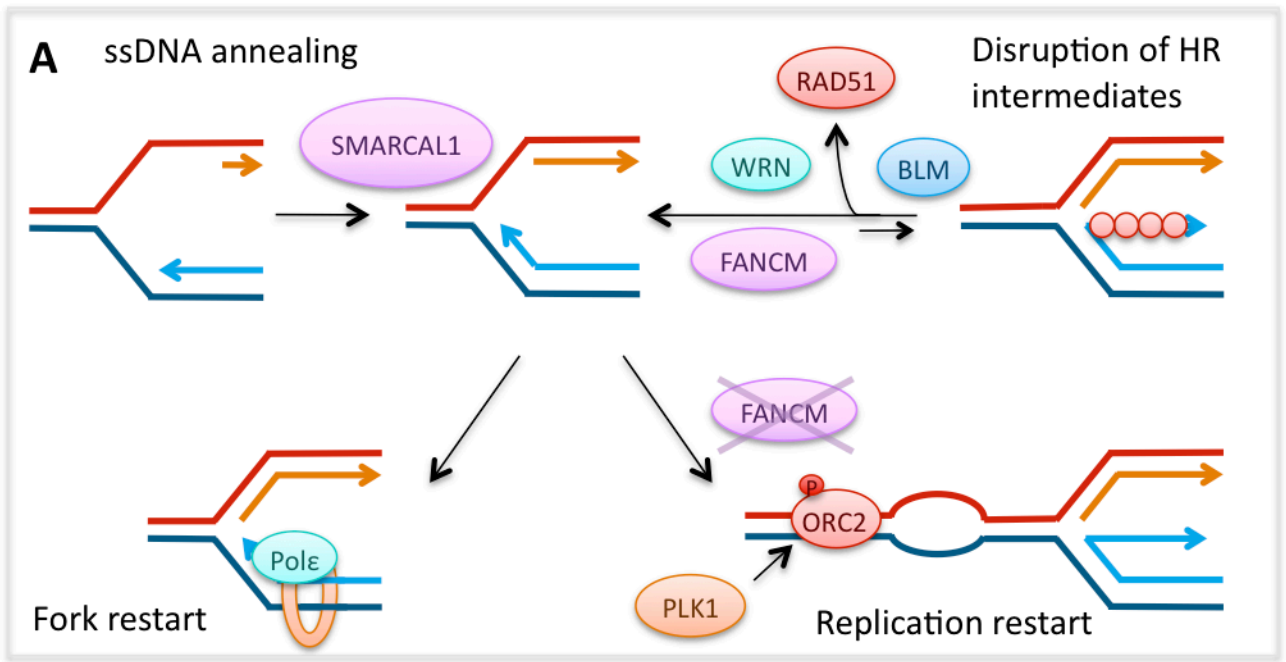 A
ssDNA annealing
Disruption of HR
intermediates
RAD51
SMARCAL1
WRN
BLM
FANCM
FANCM
P
ORC2
Polε
PLK1
Fork restart
Replication restart